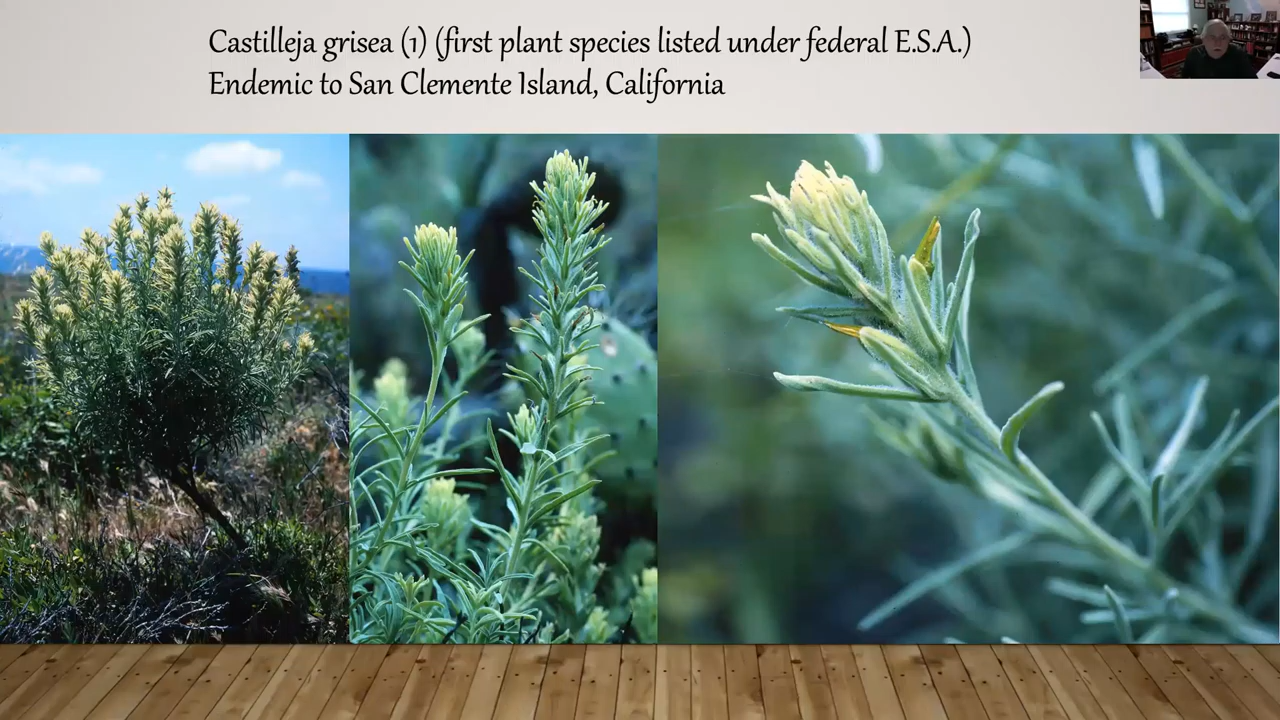 Castilleja grisea (1) (first plant species listed under federal E.S.A.)
Endemic to San Clemente Island, California